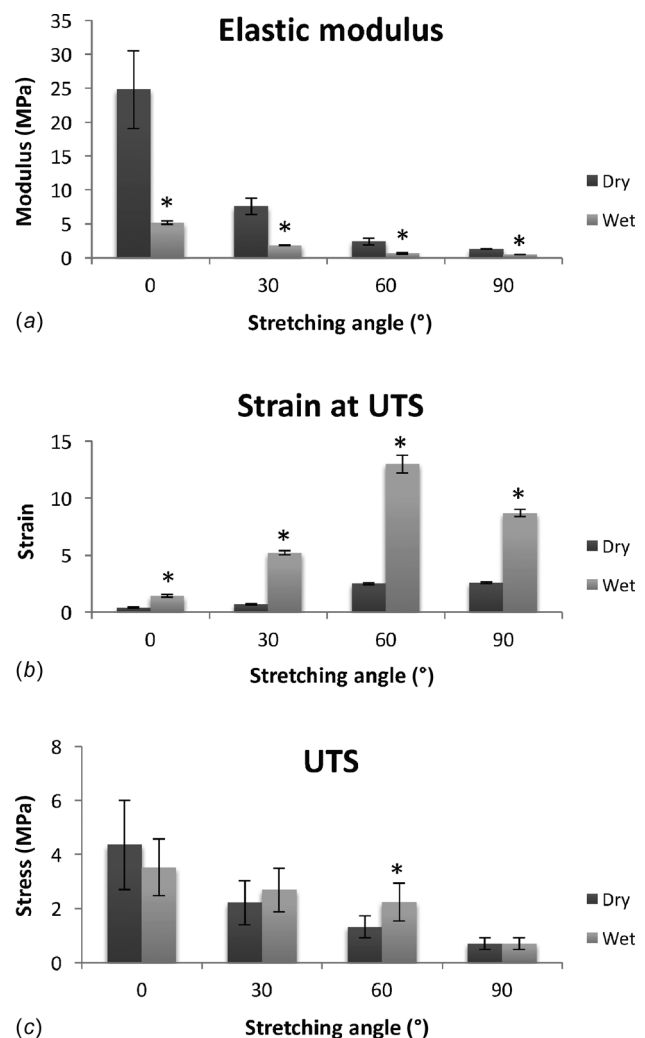 Elastic modulus
35
30
25
20
15
10
5
0
Modulus (MPa)
*
*
*
*
Dry
Wet
0 30 60 90
(a)
Stretching angle (°)
Strain at UTS
15
10
5
0
Strain
*
*
*
*
Dry
Wet
0 30 60 90
(b)
Stretching angle (°)
UTS
8
6
4
2
0
Stress (MPa)
*
Dry
Wet
0 30 60 90
(c)
Stretching angle (°)